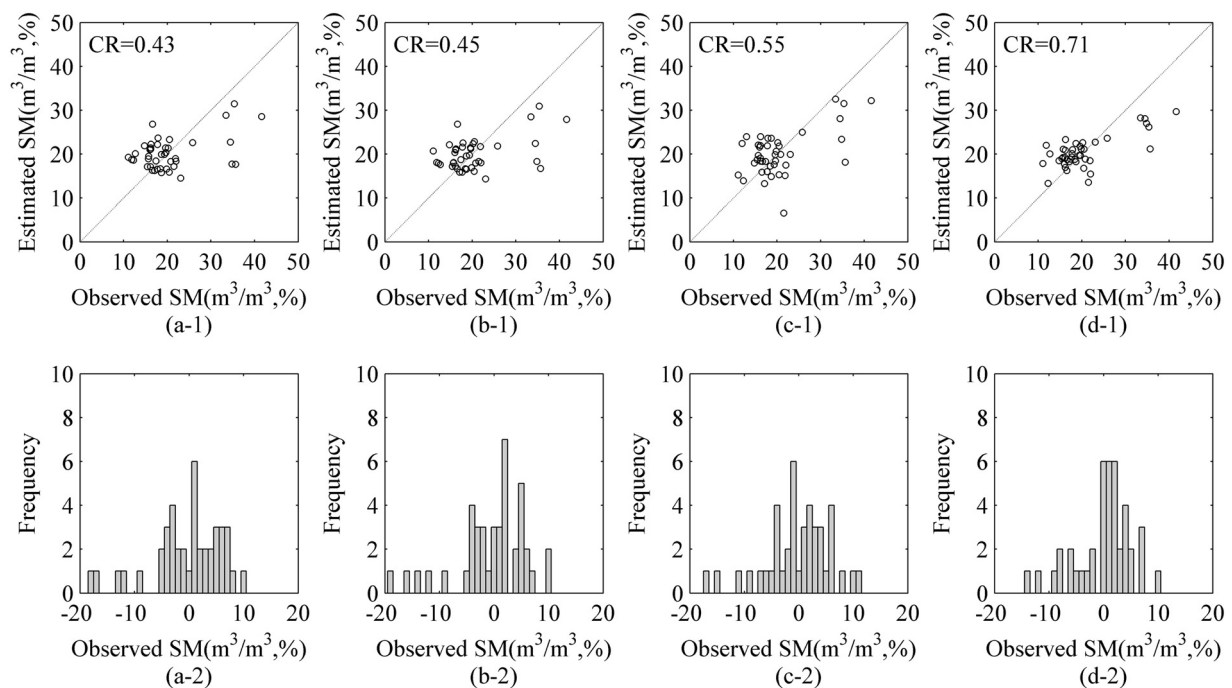 CR=0.43
Estimated SM(m³/m³,%)
50
40
30
20
10
0
0 10 20 30 40 50
Observed SM(m³/m³,%)
(a-1)
CR=0.45
Estimated SM(m³/m³,%)
50
40
30
20
10
0
0 10 20 30 40 50
Observed SM(m³/m³,%)
(b-1)
CR=0.55
Estimated SM(m³/m³,%)
50
40
30
20
10
0
0 10 20 30 40 50
Observed SM(m³/m³,%)
(c-1)
CR=0.71
Estimated SM(m³/m³,%)
50
40
30
20
10
0
0 10 20 30 40 50
Observed SM(m³/m³,%)
(d-1)
Frequency
10
8
6
4
2
0
-20 -10 0 10 20
Observed SM(m³/m³,%)
(a-2)
Frequency
10
8
6
4
2
0
-20 -10 0 10 20
Observed SM(m³/m³,%)
(b-2)
Frequency
10
8
6
4
2
0
-20 -10 0 10 20
Observed SM(m³/m³,%)
(c-2)
Frequency
10
8
6
4
2
0
-20 -10 0 10 20
Observed SM(m³/m³,%)
(d-2)